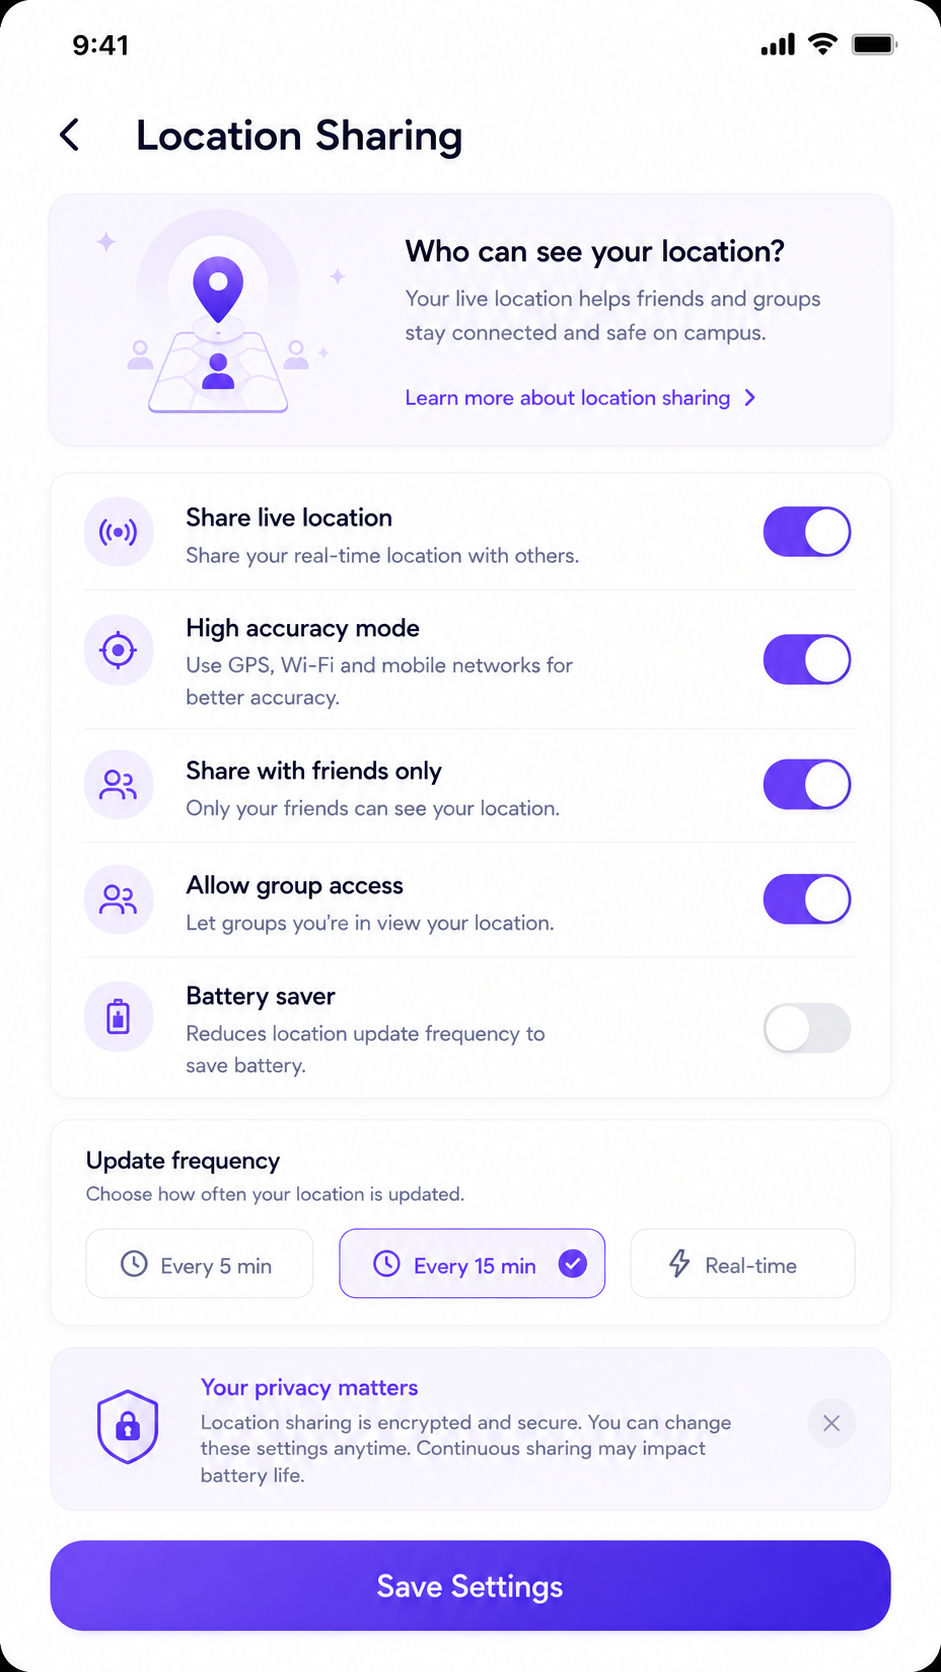 9:41
Location Sharing
Who can see your location?
Your live location helps friends and groups
stay connected and safe on campus.
Learn more about location sharing
Share live location
Share your real-time location with others.
High accuracy mode
Use GPS, Wi-Fi and mobile networks for
better accuracy.
Share with friends only
Only your friends can see your location.
Allow group access
Let groups you're in view your location.
Battery saver
Reduces location update frequency to
save battery.
Update frequency
Choose how often your location is updated.
Every 5 min
Every 15 min
Real-time
Your privacy matters
Location sharing is encrypted and secure. You can change
these settings anytime. Continuous sharing may impact
battery life.
Save Settings